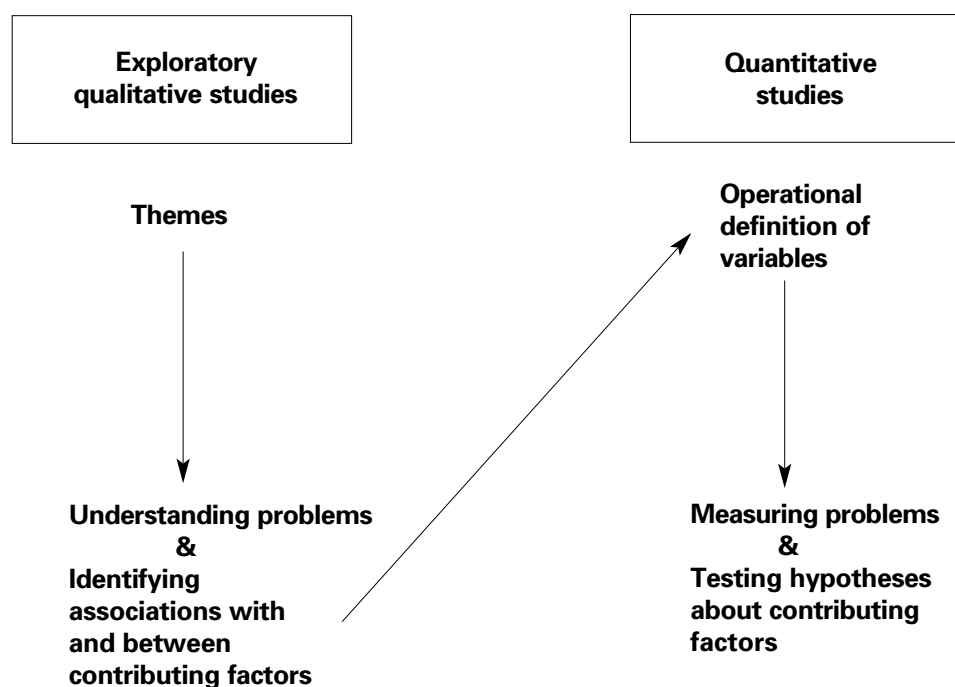 Exploratory
qualitative studies
Themes
Understanding problems
&
Identifying
associations with
and between
contributing factors
Quantitative
studies
Operational
definition of
variables
Measuring problems
&
Testing hypotheses
about contributing
factors